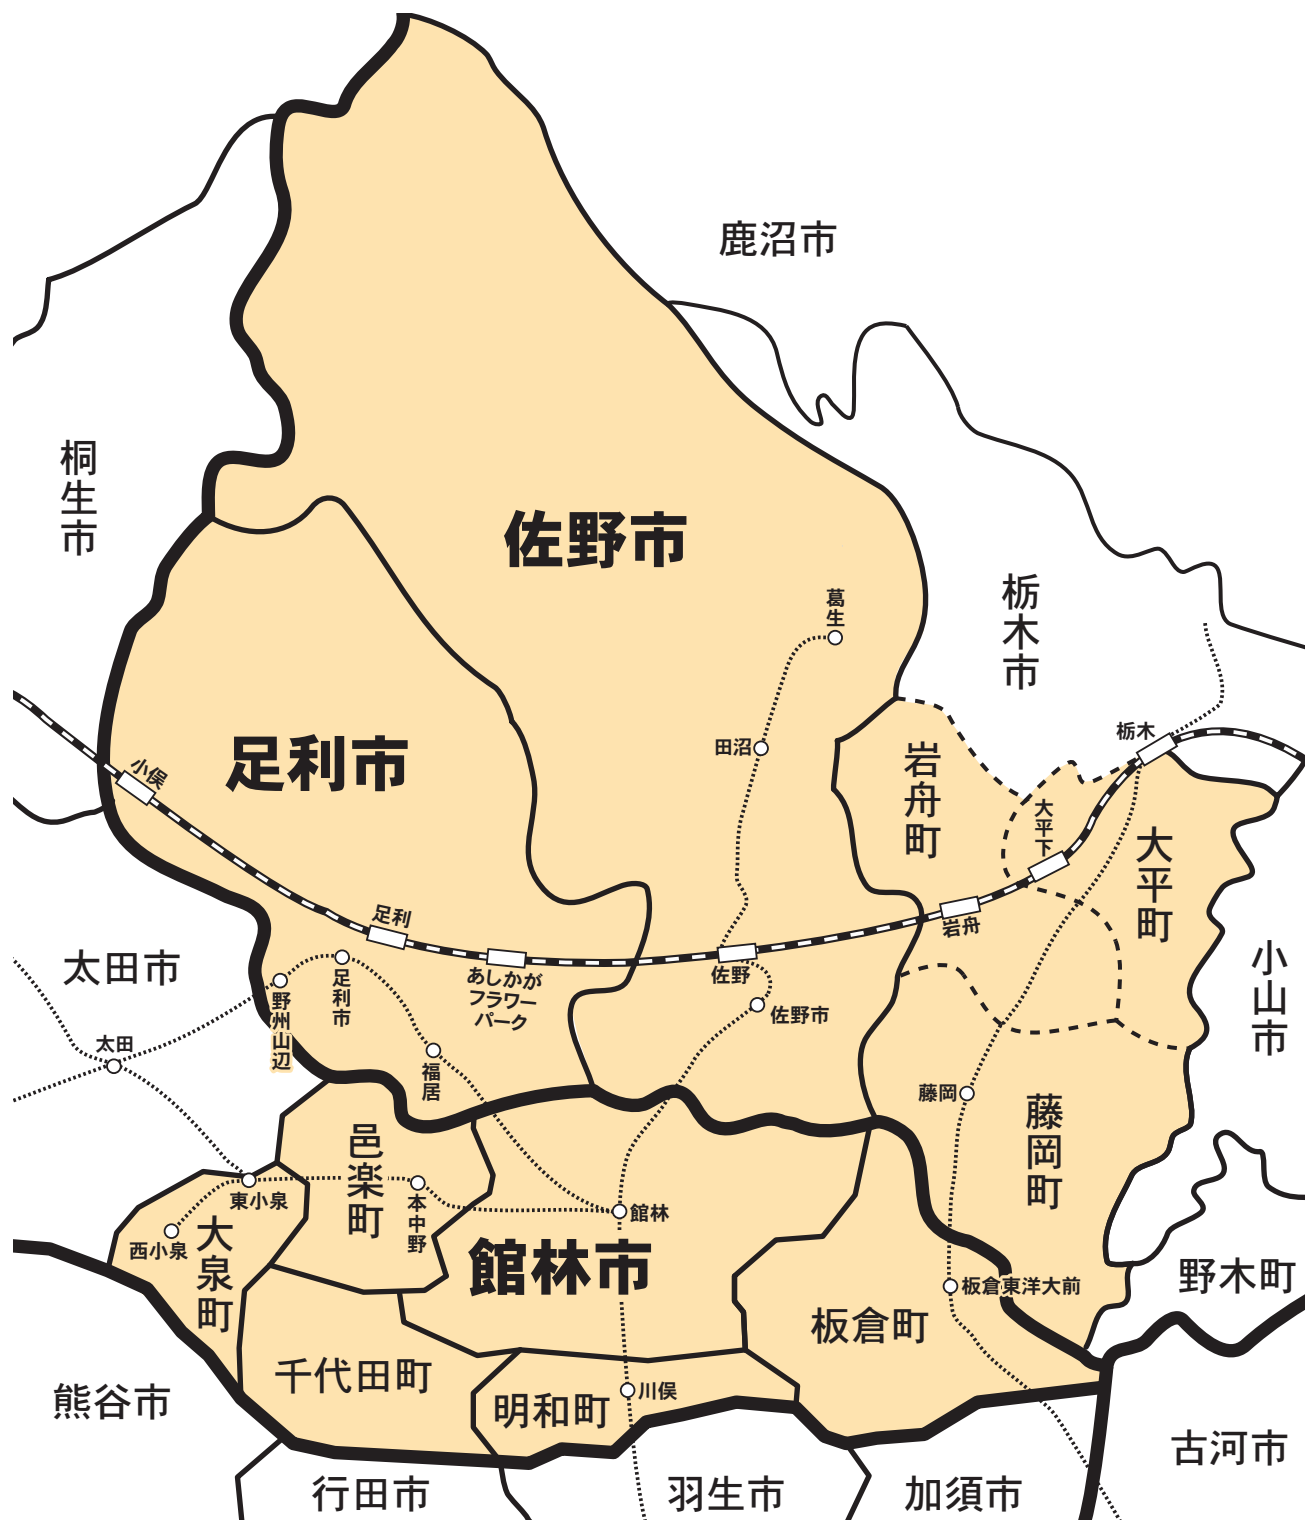 鹿沼市
桐生市
佐野市
葛生
栃木市
足利市
田沼
栃木
小俣
岩舟町
大平下
大平町
足利
岩舟
太田市
あしかが
フラワー
パーク
佐野
足利市
野州山辺
佐野市
小山市
太田
福居
藤岡
藤岡町
邑楽町
東小泉
本中野
館林
西小泉
大泉町
館林市
板倉東洋大前
野木町
板倉町
千代田町
川俣
明和町
熊谷市
古河市
行田市
羽生市
加須市